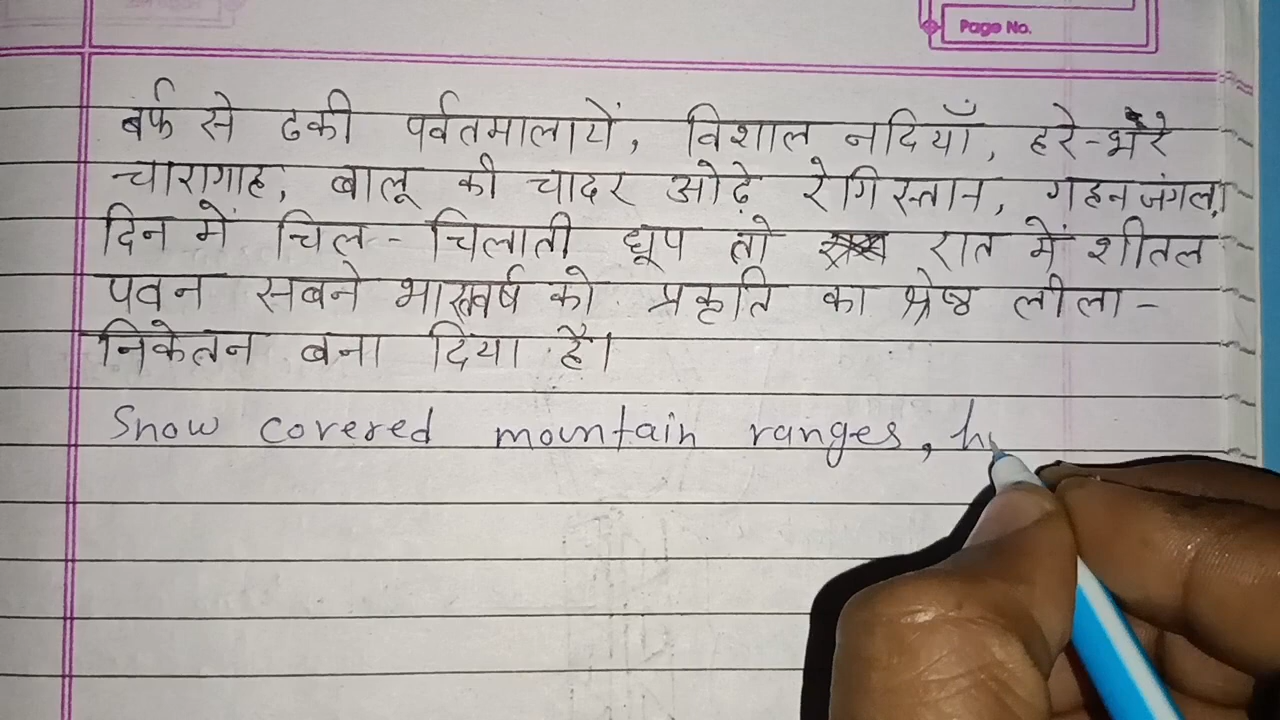 Page No.
बर्फ से ढकी पर्वतमालायें, विशाल नदियाँ, हरे-भरे
चारागाह, बालू की चादर ओढ़े रेगिस्तान, गहन जंगल,
दिन में चिल-चिलाती धूप तो रात में शीतल
पवन सबने भारतवर्ष को प्रकृति का श्रेष्ठ लीला-
निकेतन बना दिया है।
Snow covered mountain ranges,